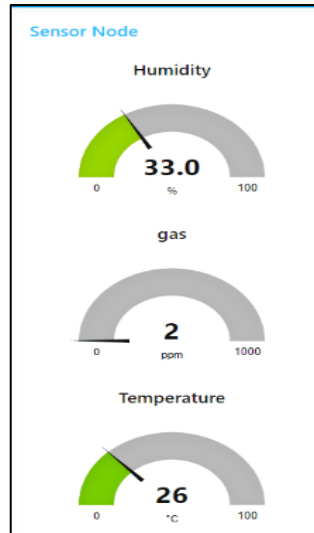 Sensor Node
Humidity
33.0
0 % 100
gas
2
0 ppm 1000
Temperature
26
0 °C 100